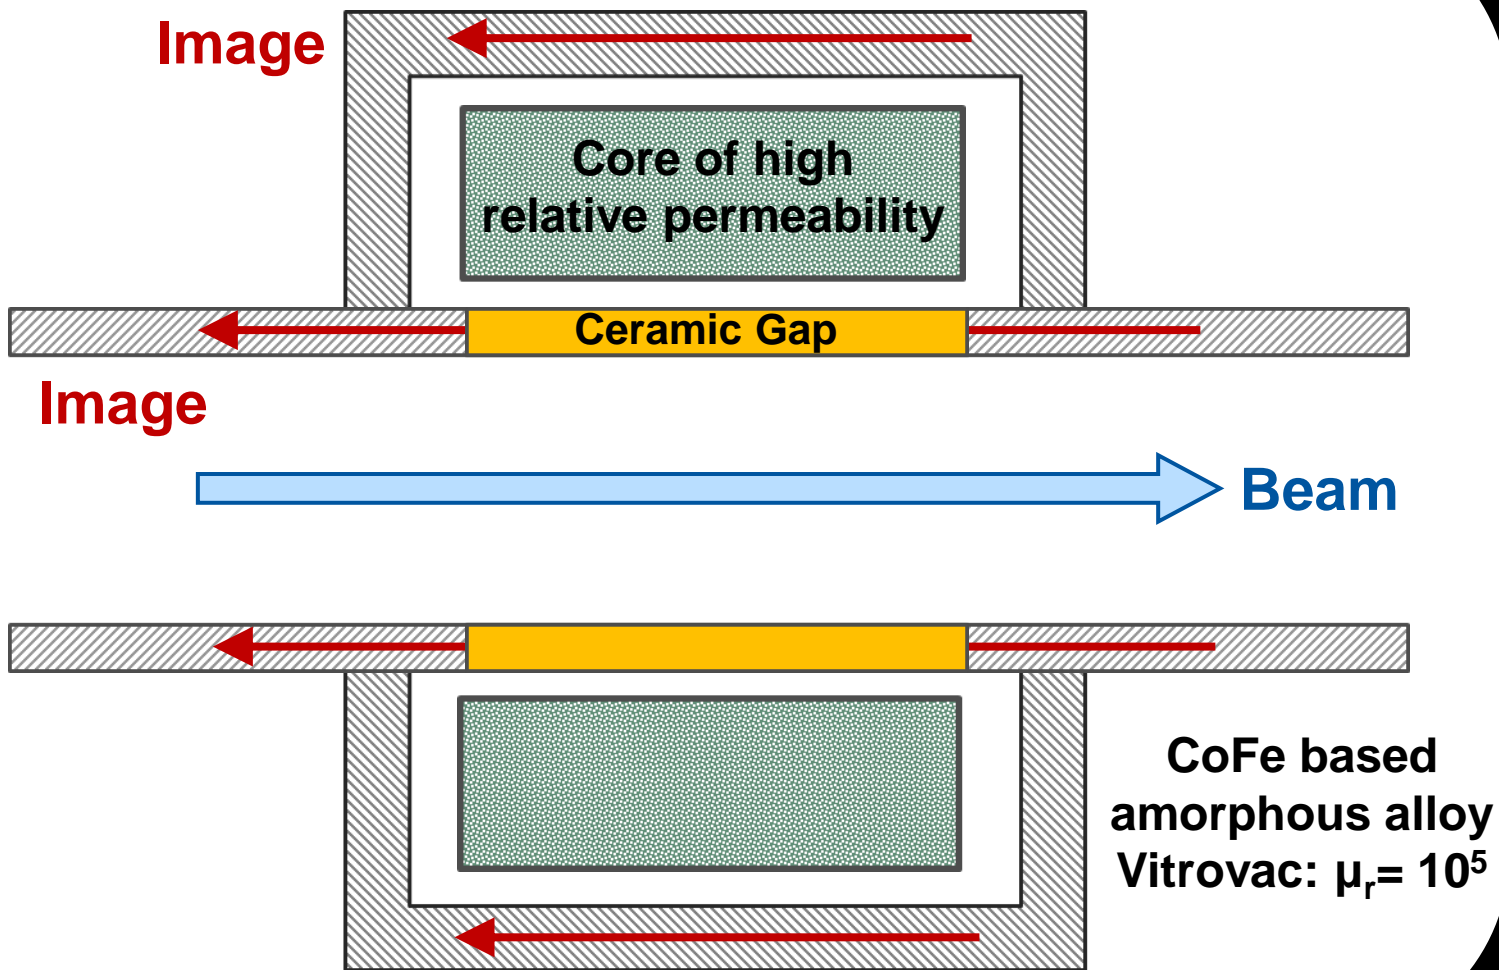 Image
Core of high
relative permeability
Ceramic Gap
Image
Beam
CoFe based
amorphous alloy
Vitrovac: μᵣ= 10⁵